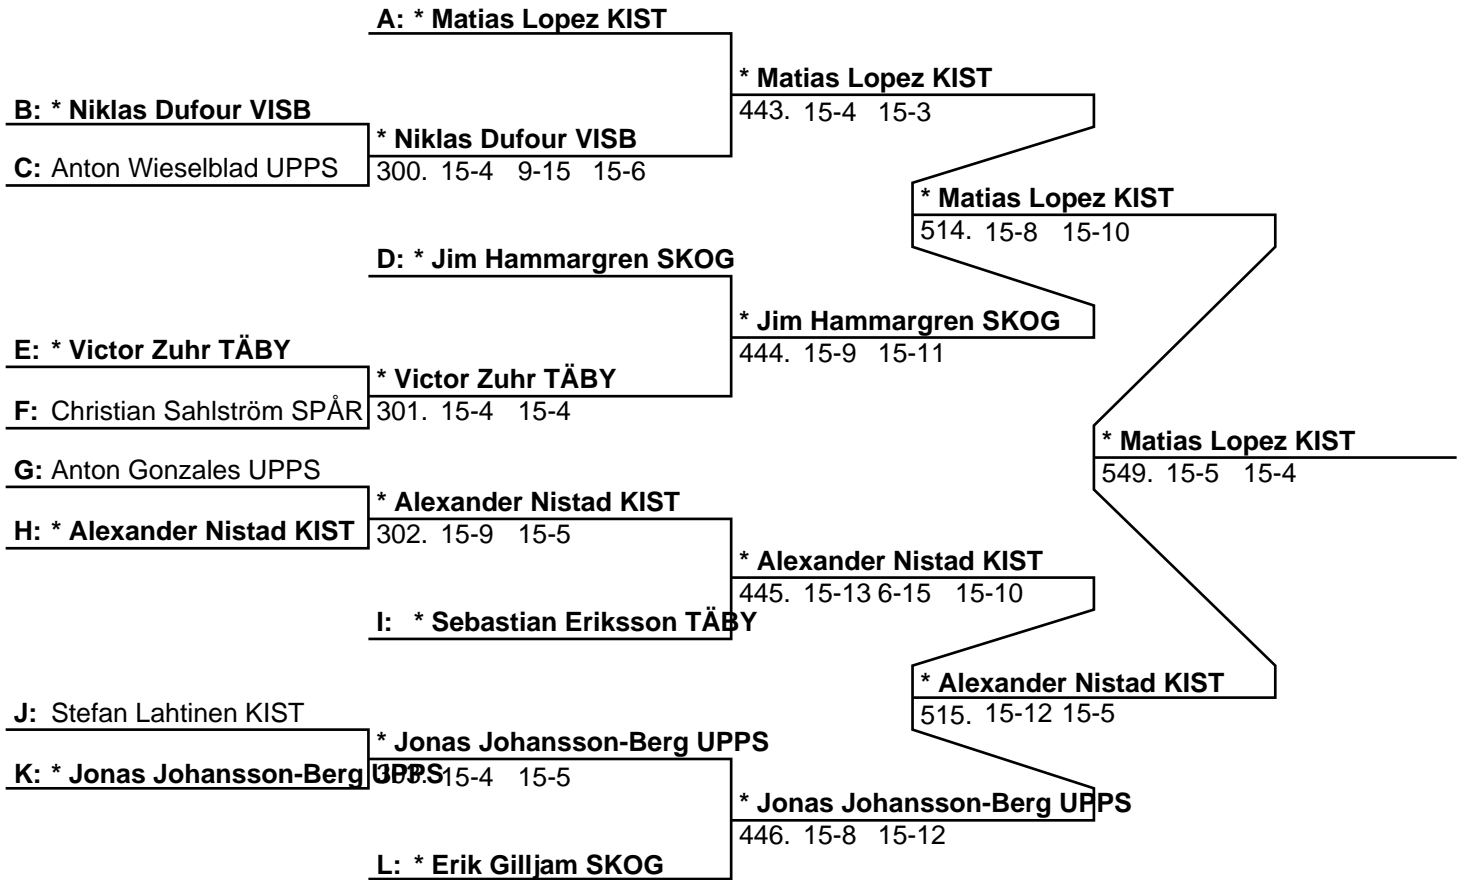 A: * Matias Lopez KIST
* Matias Lopez KIST
443. 15-4 15-3
B: * Niklas Dufour VISB
* Niklas Dufour VISB
C: Anton Wieselblad UPPS
300. 15-4 9-15 15-6
* Matias Lopez KIST
514. 15-8 15-10
D: * Jim Hammargren SKOG
* Jim Hammargren SKOG
444. 15-9 15-11
E: * Victor Zuhr TÄBY
* Victor Zuhr TÄBY
F: Christian Sahlström SPÅR
301. 15-4 15-4
* Matias Lopez KIST
549. 15-5 15-4
G: Anton Gonzales UPPS
* Alexander Nistad KIST
H: * Alexander Nistad KIST
302. 15-9 15-5
* Alexander Nistad KIST
445. 15-13 6-15 15-10
I: * Sebastian Eriksson TÄBY
* Alexander Nistad KIST
515. 15-12 15-5
J: Stefan Lahtinen KIST
* Jonas Johansson-Berg UPPS
K: * Jonas Johansson-Berg UPPS
303. 15-4 15-5
* Jonas Johansson-Berg UPPS
446. 15-8 15-12
L: * Erik Gilljam SKOG